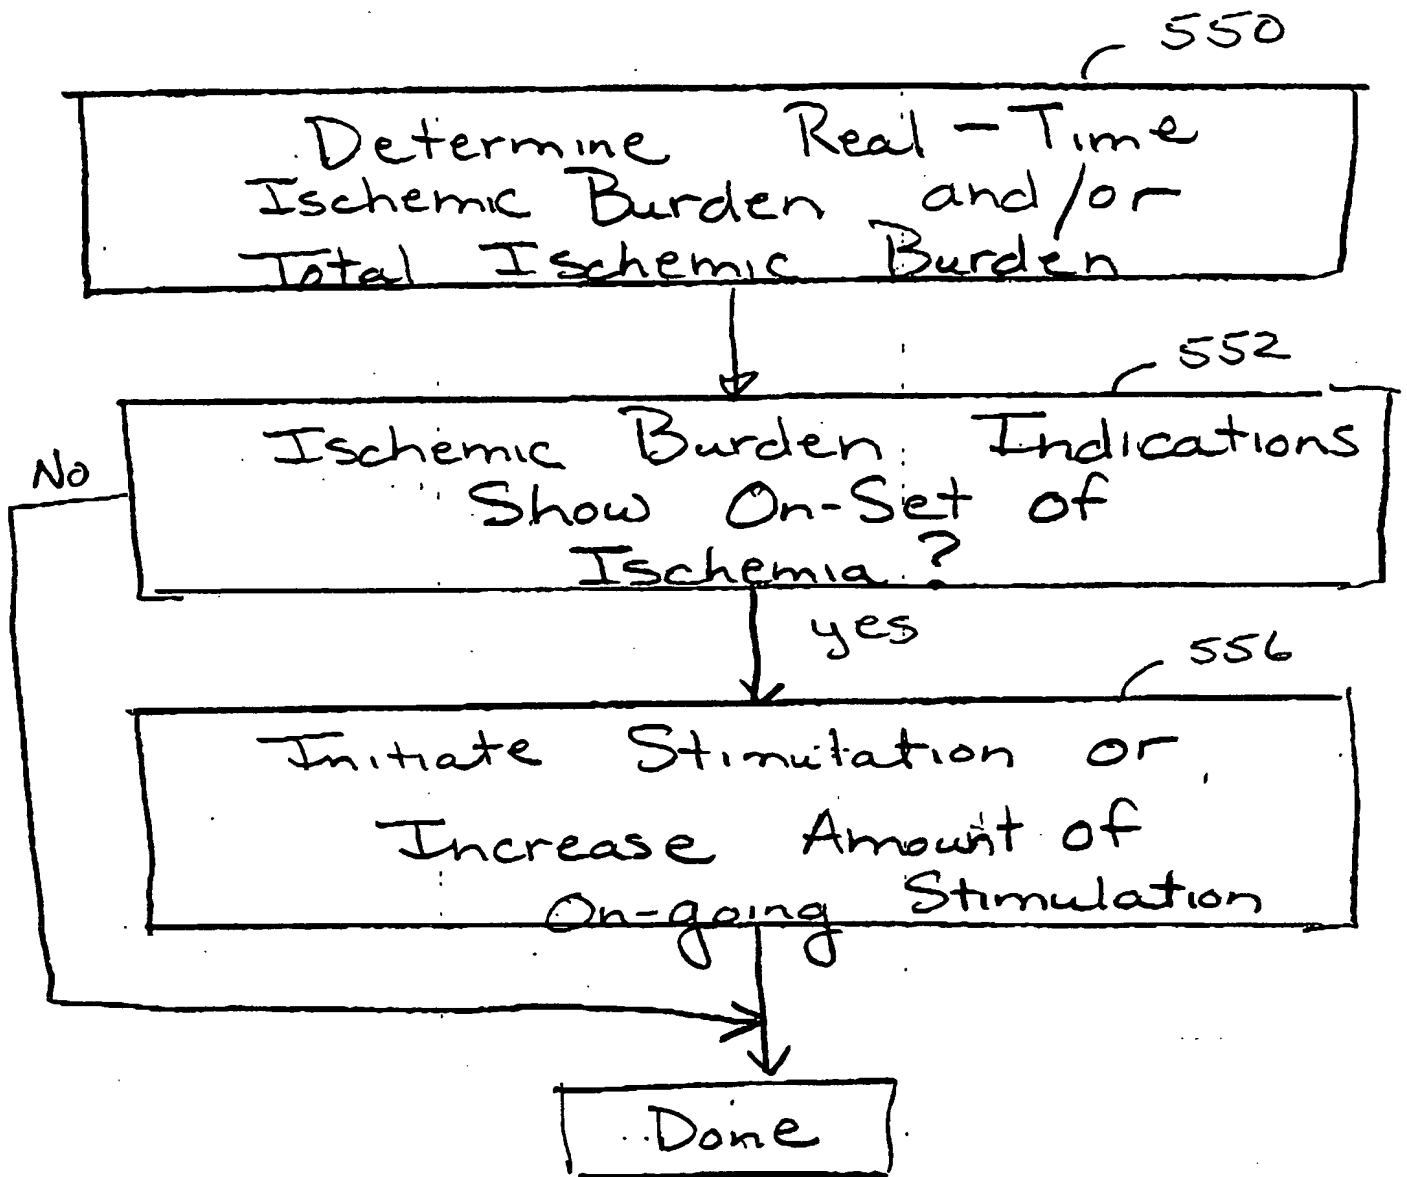 550
Determine Real-Time
Ischemic Burden and/or
Total Ischemic Burden
552
Ischemic Burden Indications
Show On-Set of
Ischemia?
No
yes
556
Initiate Stimulation or
Increase Amount of
On-going Stimulation
Done